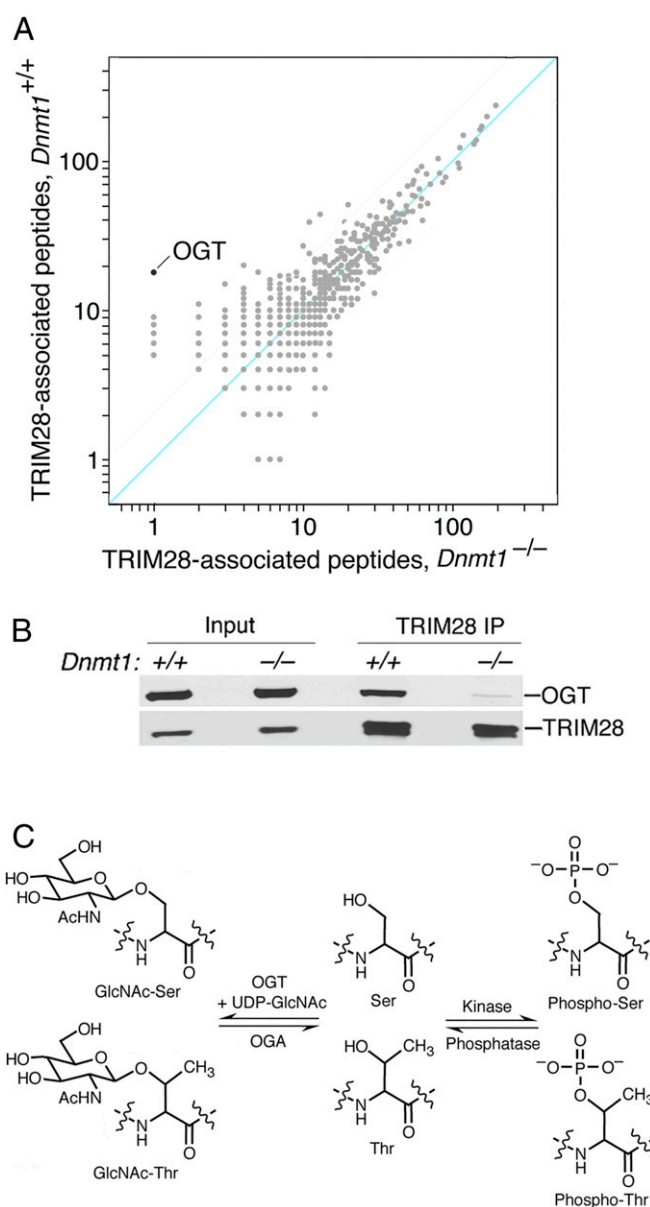 A
TRIM28-associated peptides, Dnmt1+/+
100
10
1
OGT
1 10 100
TRIM28-associated peptides, Dnmt1−/−
B
Input TRIM28 IP
Dnmt1: +/+ −/− +/+ −/−
OGT
TRIM28
C
OH
HO
HO
O
O
AcHN
N
H
O
GlcNAc-Ser
OH
HO
HO
O
O
CH3
AcHN
N
H
O
GlcNAc-Thr
OGT
+ UDP-GlcNAc
OGA
HO
N
H
O
Ser
HO
CH3
N
H
O
Thr
Kinase
Phosphatase
O
−O−P−O−
O
N
H
O
Phospho-Ser
O
−O−P−O−
O
CH3
N
H
O
Phospho-Thr